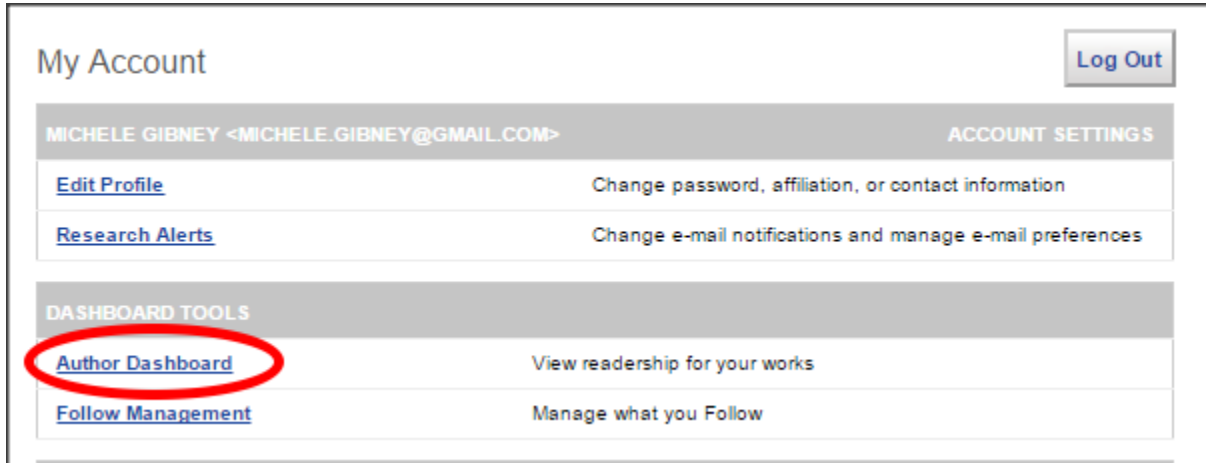 My Account
Log Out
MICHELE GIBNEY <MICHELE.GIBNEY@GMAIL.COM> ACCOUNT SETTINGS
Edit Profile Change password, affiliation, or contact information
Research Alerts Change e-mail notifications and manage e-mail preferences
DASHBOARD TOOLS
Author Dashboard View readership for your works
Follow Management Manage what you Follow